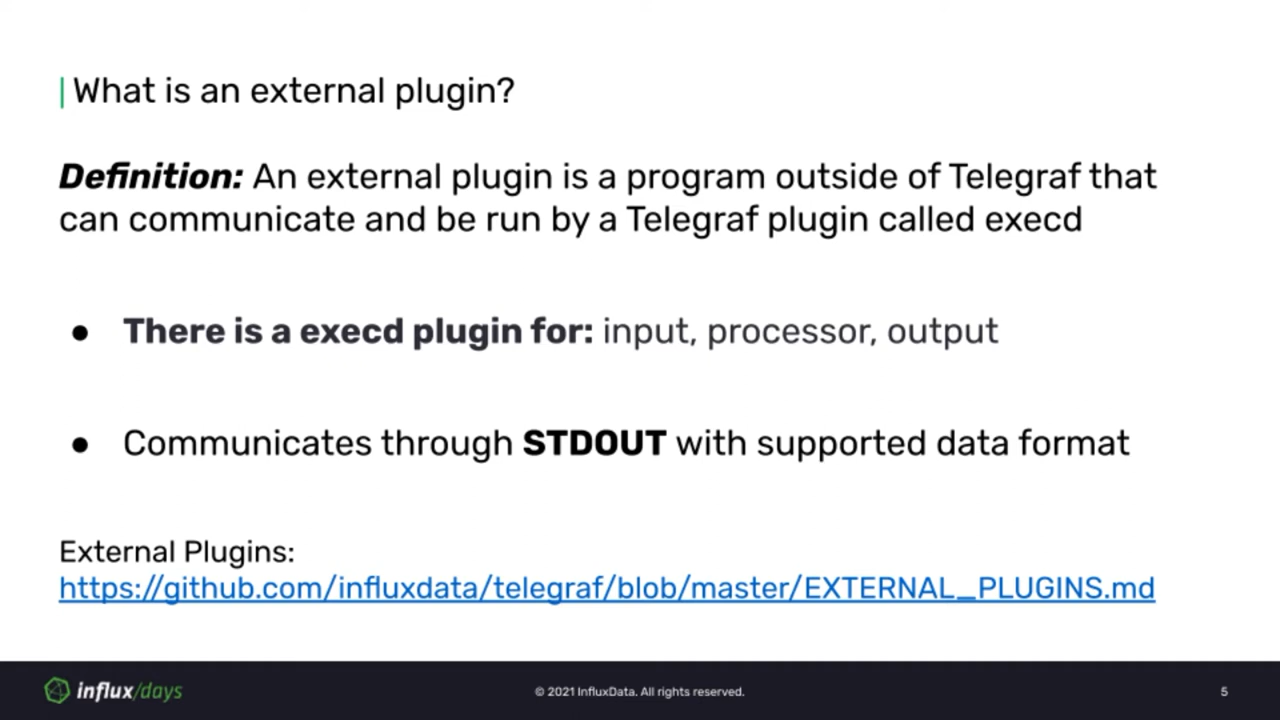 What is an external plugin?
Definition: An external plugin is a program outside of Telegraf that
can communicate and be run by a Telegraf plugin called execd
● There is a execd plugin for: input, processor, output
● Communicates through STDOUT with supported data format
External Plugins:
https://github.com/influxdata/telegraf/blob/master/EXTERNAL_PLUGINS.md
influx/days
© 2021 InfluxData. All rights reserved.
5